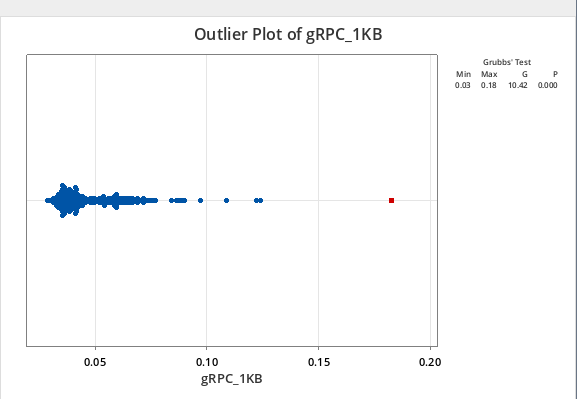 Outlier Plot of gRPC_1KB
Grubbs' Test
Min Max G P
0.03 0.18 10.42 0.000
0.05 0.10 0.15 0.20
gRPC_1KB